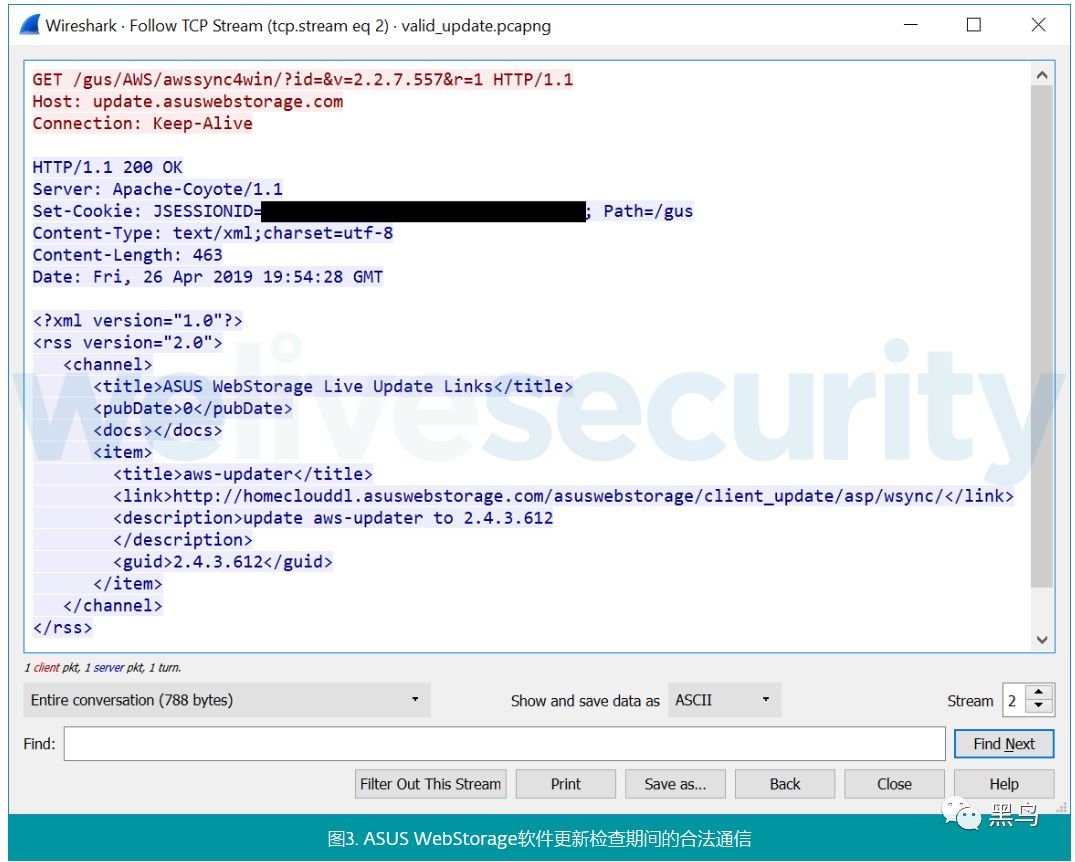 Wireshark · Follow TCP Stream (tcp.stream eq 2) · valid_update.pcapng
GET /gus/AWS/awssync4win/?id=&v=2.2.7.557&r=1 HTTP/1.1
Host: update.asuswebstorage.com
Connection: Keep-Alive
HTTP/1.1 200 OK
Server: Apache-Coyote/1.1
Set-Cookie: JSESSIONID= ; Path=/gus
Content-Type: text/xml;charset=utf-8
Content-Length: 463
Date: Fri, 26 Apr 2019 19:54:28 GMT
<?xml version="1.0"?>
<rss version="2.0">
<channel>
<title>ASUS WebStorage Live Update Links</title>
<pubDate>0</pubDate>
<docs></docs>
<item>
<title>aws-updater</title>
<link>http://homeclouddl.asuswebstorage.com/asuswebstorage/client_update/asp/wsync/</link>
<description>update aws-updater to 2.4.3.612
</description>
<guid>2.4.3.612</guid>
</item>
</channel>
</rss>
welivesecurity
1 client pkt, 1 server pkt, 1 turn.
Entire conversation (788 bytes) Show and save data as ASCII Stream 2
Find: Find Next
Filter Out This Stream Print Save as... Back Close Help
黑鸟
图3. ASUS WebStorage软件更新检查期间的合法通信